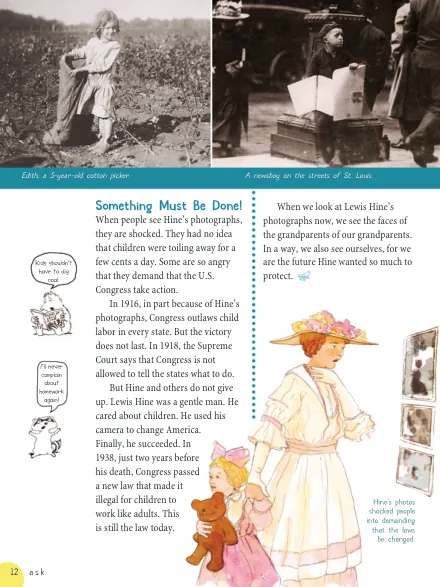 Edith, a 5-year-old cotton picker.
A newsboy on the streets of St. Louis.
Something Must Be Done!
When people see Hine's photographs,
they are shocked. They had no idea
that children were toiling away for a
few cents a day. Some are so angry
that they demand that the U.S.
Congress take action.
In 1916, in part because of Hine's
photographs, Congress outlaws child
labor in every state. But the victory
does not last. In 1918, the Supreme
Court says that Congress is not
allowed to tell the states what to do.
But Hine and others do not give
up. Lewis Hine was a gentle man. He
cared about children. He used his
camera to change America.
Finally, he succeeded. In
1938, just two years before
his death, Congress passed
a new law that made it
illegal for children to
work like adults. This
is still the law today.
When we look at Lewis Hine's
photographs now, we see the faces of
the grandparents of our grandparents.
In a way, we also see ourselves, for we
are the future Hine wanted so much to
protect.
Kids shouldn't
have to dig
coal.
I'll never
complain
about
homework
again!
Hine's photos
shocked people
into demanding
that the laws
be changed.
12 ask